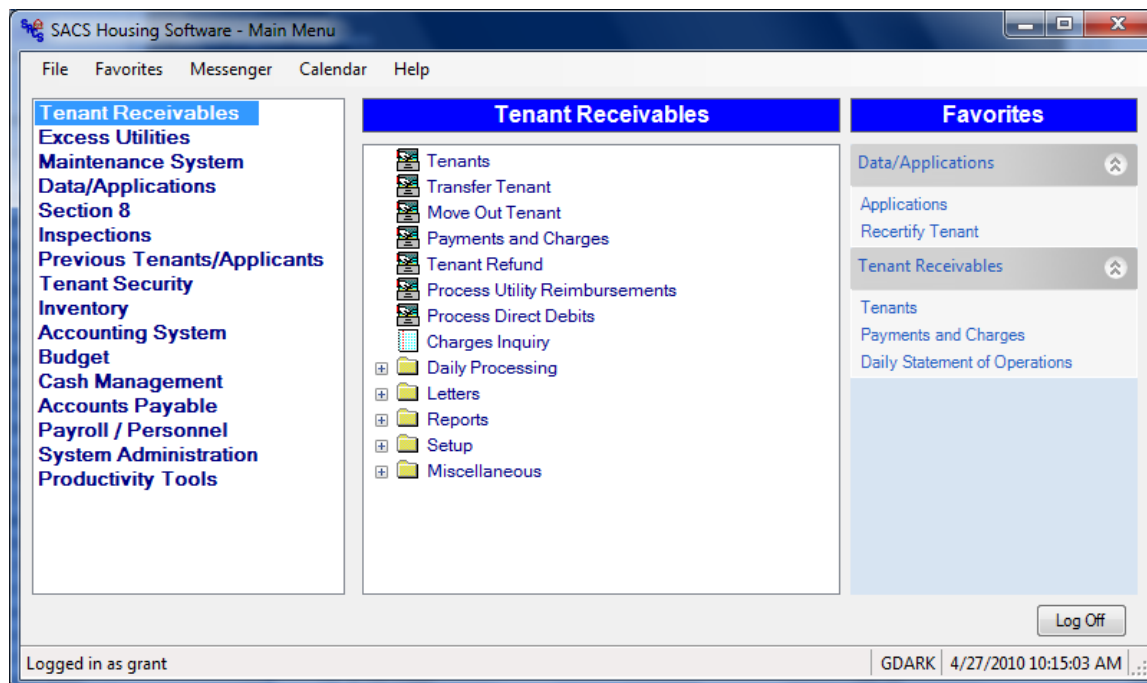 SACS Housing Software - Main Menu
File Favorites Messenger Calendar Help
Tenant Receivables
Excess Utilities
Maintenance System
Data/Applications
Section 8
Inspections
Previous Tenants/Applicants
Tenant Security
Inventory
Accounting System
Budget
Cash Management
Accounts Payable
Payroll / Personnel
System Administration
Productivity Tools
Tenant Receivables
Tenants
Transfer Tenant
Move Out Tenant
Payments and Charges
Tenant Refund
Process Utility Reimbursements
Process Direct Debits
Charges Inquiry
Daily Processing
Letters
Reports
Setup
Miscellaneous
Favorites
Data/Applications
Applications
Recertify Tenant
Tenant Receivables
Tenants
Payments and Charges
Daily Statement of Operations
Log Off
Logged in as grant
GDARK 4/27/2010 10:15:03 AM